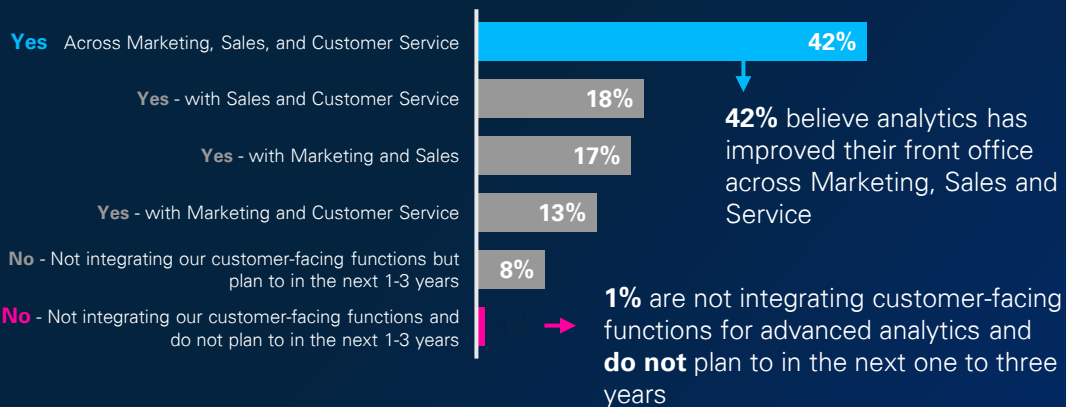 Yes Across Marketing, Sales, and Customer Service 42%
Yes - with Sales and Customer Service 18%
Yes - with Marketing and Sales 17%
Yes - with Marketing and Customer Service 13%
No - Not integrating our customer-facing functions but
plan to in the next 1-3 years
8%
No - Not integrating our customer-facing functions and
do not plan to in the next 1-3 years
1%
42% believe analytics has
improved their front office
across Marketing, Sales and
Service
1% are not integrating customer-facing
functions for advanced analytics and
do not plan to in the next one to three
years